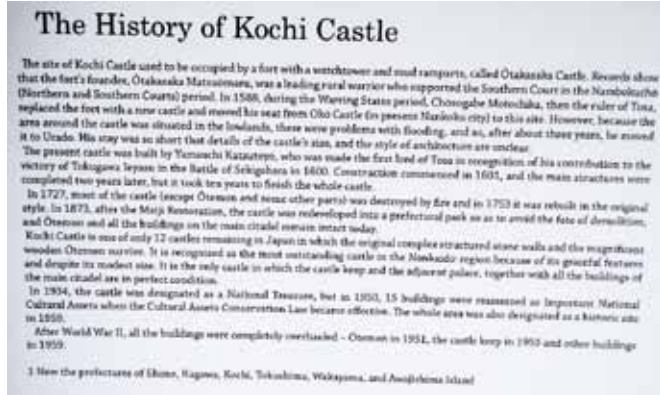 The History of Kochi Castle
The site of Kochi Castle used to be occupied by a fort with a watchtower and mud ramparts, called Otakasaka Castle. Records show
that the fort's founder, Otakasaka Matsuomaru, was a leading rural warrior who supported the Southern Court in the Nambokucho
(Northern and Southern Courts) period. In 1588, during the Warring States period, Chosogabe Motochika, then the ruler of Tosa,
replaced the fort with a new castle and moved his seat from Oko Castle (in present Nankoku city) to this site. However, because the
area around the castle was situated in the lowlands, there were problems with flooding, and so, after about three years, he moved
it to Urado. His stay was so short that details of the castle's size, and the style of architecture are unclear.
The present castle was built by Yamauchi Katsutoyo, who was made the first lord of Tosa in recognition of his contribution to the
victory of Tokugawa Ieyasu in the Battle of Sekigahara in 1600. Construction commenced in 1601, and the main structures were
completed two years later, but it took ten years to finish the whole castle.
In 1727, most of the castle (except Otemon and some other parts) was destroyed by fire and in 1753 it was rebuilt in the original
style. In 1873, after the Meiji Restoration, the castle was redeveloped into a prefectural park so as to avoid the fate of demolition,
and Otemon and all the buildings on the main citadel remain intact today.
Kochi Castle is one of only 12 castles remaining in Japan in which the original complex structured stone walls and the magnificent
wooden Otemon survive. It is recognised as the most outstanding castle in the Nankaido region because of its graceful features
and despite its modest size. It is the only castle in which the castle keep and the adjacent palace, together with all the buildings of
the main citadel are in perfect condition.
In 1934, the castle was designated as a National Treasure, but in 1950, 15 buildings were reassessed as Important National
Cultural Assets when the Cultural Assets Conservation Law became effective. The whole area was also designated as a historic site
in 1959.
After World War II, all the buildings were completely overhauled – Otemon in 1951, the castle keep in 1955 and other buildings
in 1959.
1 Now the prefectures of Ehime, Kagawa, Kochi, Tokushima, Wakayama, and Awajishima Island